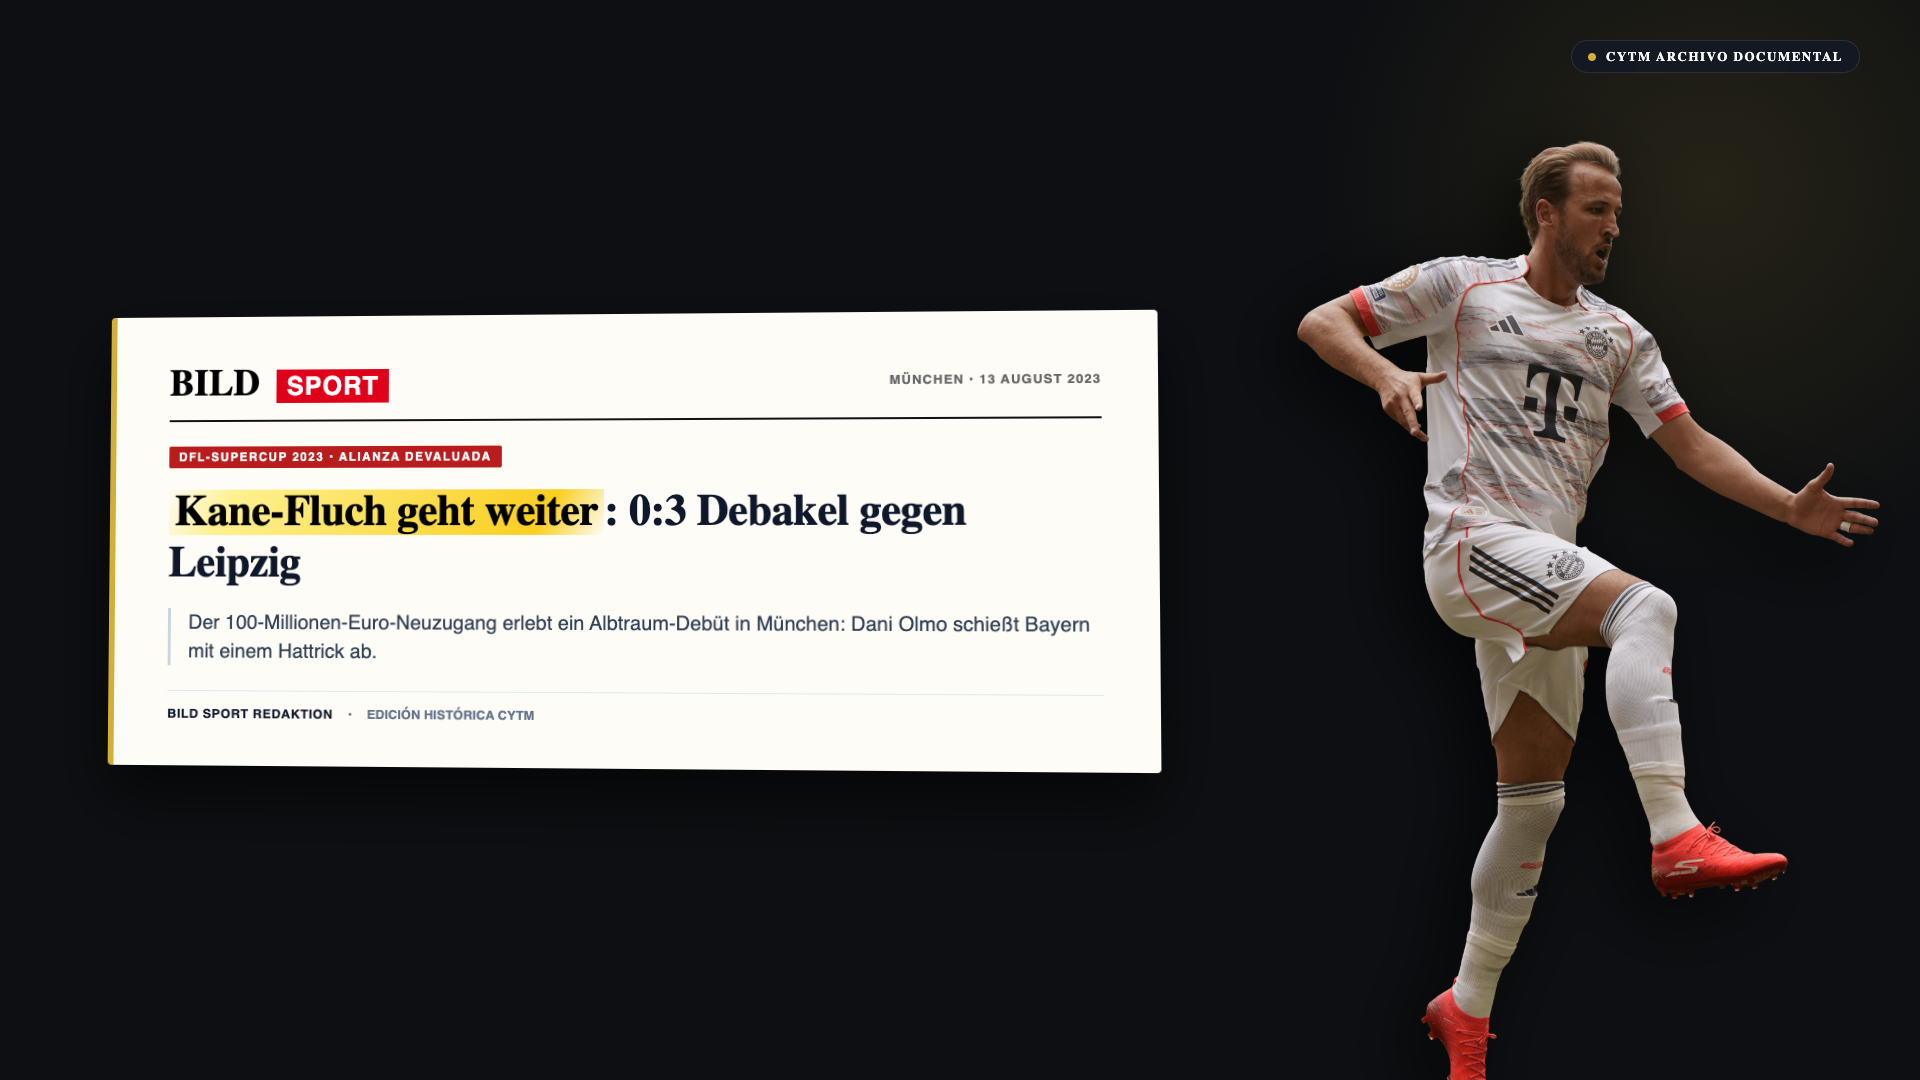 CYTM ARCHIVO DOCUMENTAL
BILD SPORT
MÜNCHEN • 13 AUGUST 2023
DFL-SUPERCUP 2023 • ALIANZA DEVALUADA
Kane-Fluch geht weiter: 0:3 Debakel gegen
Leipzig
Der 100-Millionen-Euro-Neuzugang erlebt ein Albtraum-Debüt in München: Dani Olmo schießt Bayern
mit einem Hattrick ab.
BILD SPORT REDAKTION • EDICIÓN HISTÓRICA CYTM
T